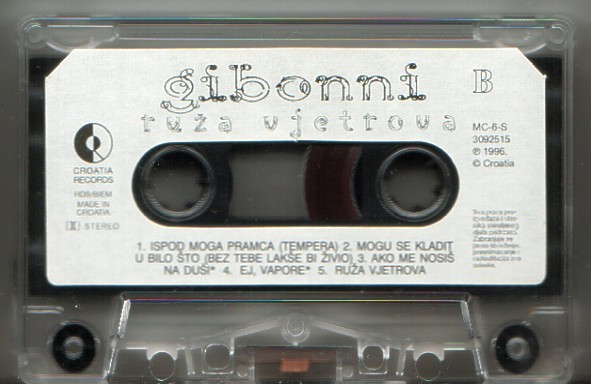 gibonni
B
ruža vjetrova
MC-6-S
3092515
℗ 1996.
© Croatia
CROATIA
RECORDS
HDS/BIEM
MADE IN
CROATIA
STEREO
1. ISPOD MOGA PRAMCA (TEMPERA) 2. MOGU SE KLADIT
U BILO ŠTO (BEZ TEBE LAKŠE BI ŽIVIO) 3. AKO ME NOSIŠ
NA DUŠI* 4. EJ, VAPORE* 5. RUŽA VJETROVA